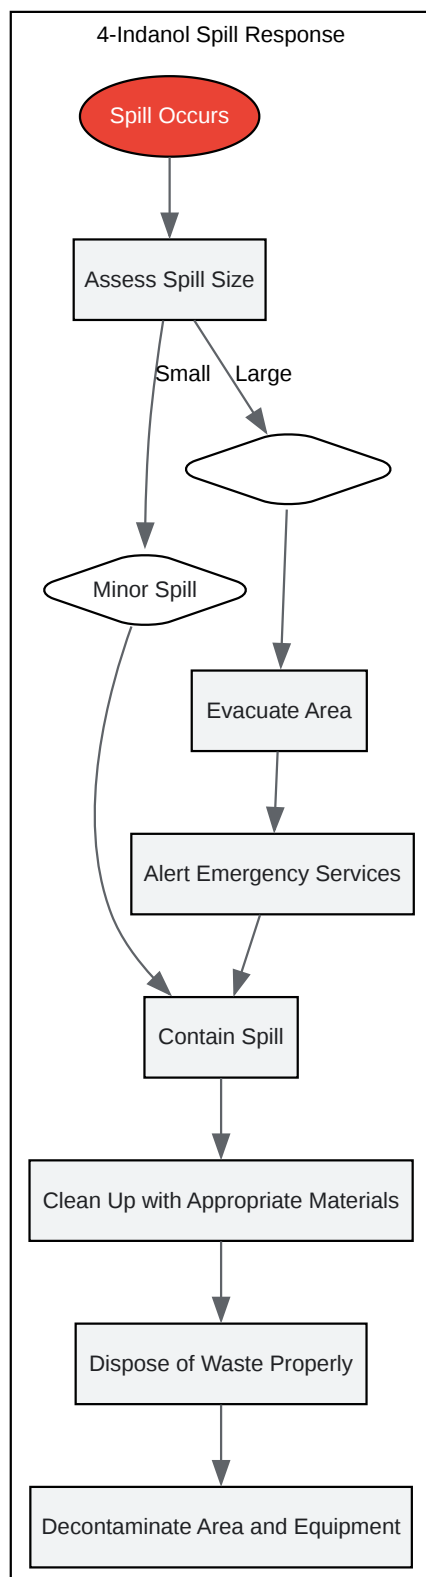 4-Indanol Spill Response
Spill Occurs
Assess Spill Size
Small
Large
Minor Spill
Evacuate Area
Alert Emergency Services
Contain Spill
Clean Up with Appropriate Materials
Dispose of Waste Properly
Decontaminate Area and Equipment